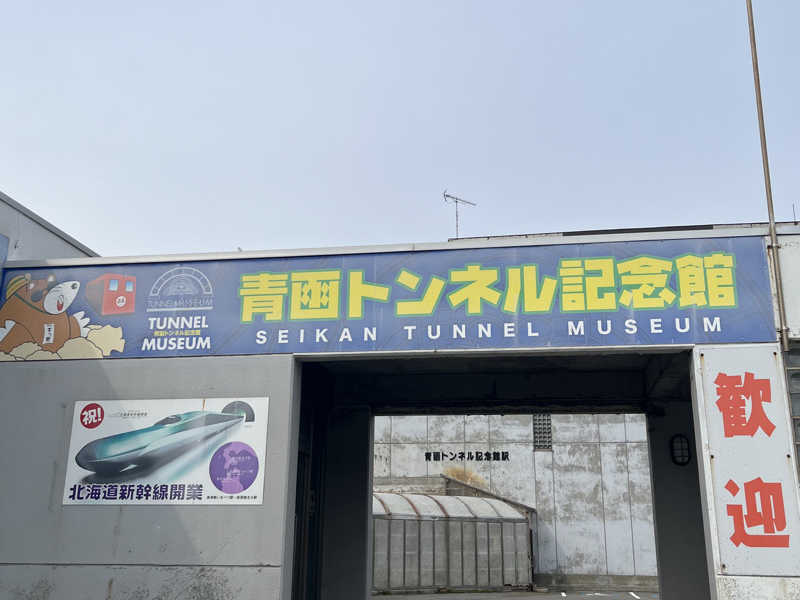 青函トンネル記念館
SEIKAN TUNNEL MUSEUM
TUNNEL MUSEUM
TUNNEL
青函トンネル記念館
MUSEUM
祝!
北海道新幹線開業
青函トンネル記念館駅
歓迎